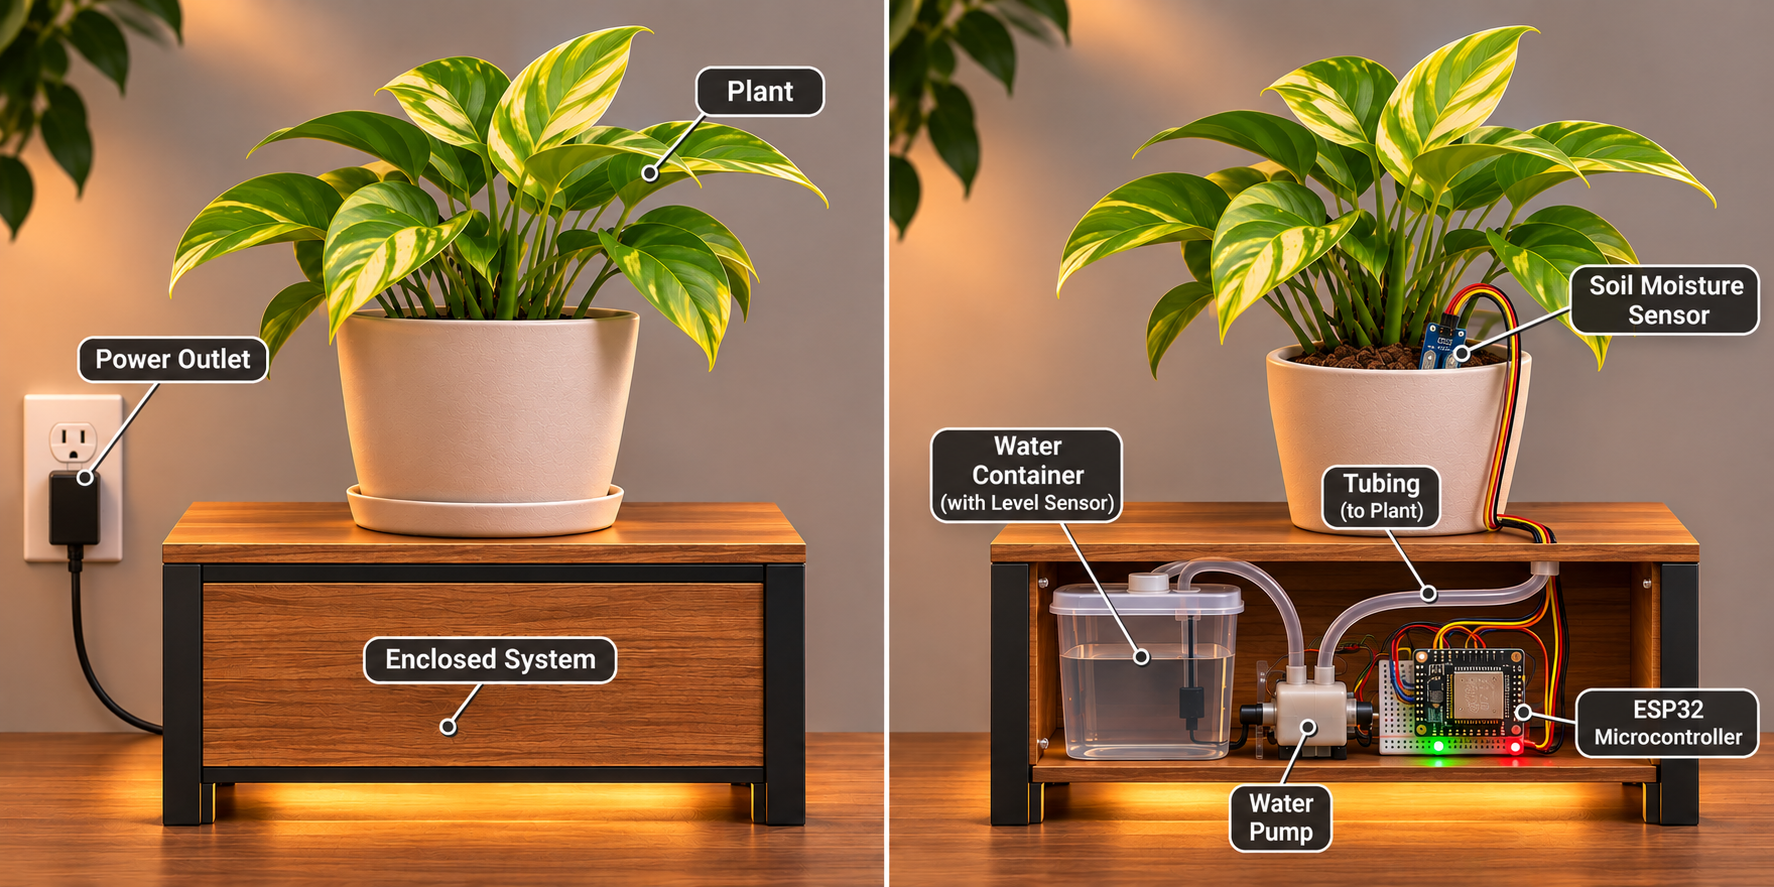 Plant
Power Outlet
Enclosed System
Soil Moisture
Sensor
Water
Container
(with Level Sensor)
Tubing
(to Plant)
ESP32
Microcontroller
Water
Pump